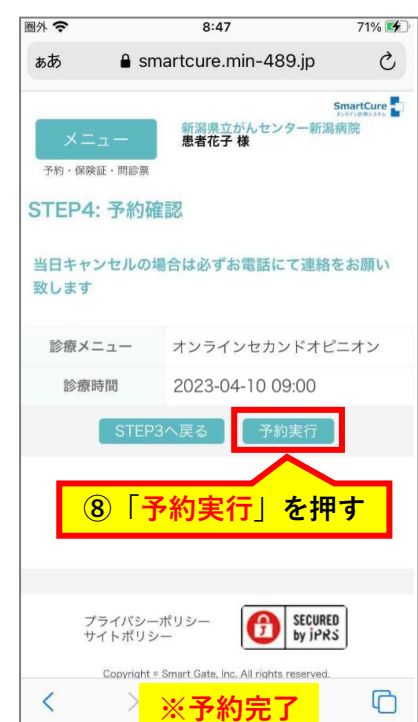 圏外 8:47 71%
ああ smartcure.min-489.jp
SmartCure
オンライン診療システム
メニュー
予約・保険証・問診票
新潟県立がんセンター新潟病院
患者花子 様
STEP4: 予約確認
当日キャンセルの場合は必ずお電話にて連絡をお願い
致します
診療メニュー オンラインセカンドオピニオン
診療時間 2023-04-10 09:00
STEP3へ戻る 予約実行
⑧「予約実行」を押す
プライバシーポリシー
サイトポリシー
SECURED
by JPRS
Copyright © Smart Gate, Inc. All rights reserved.
※予約完了